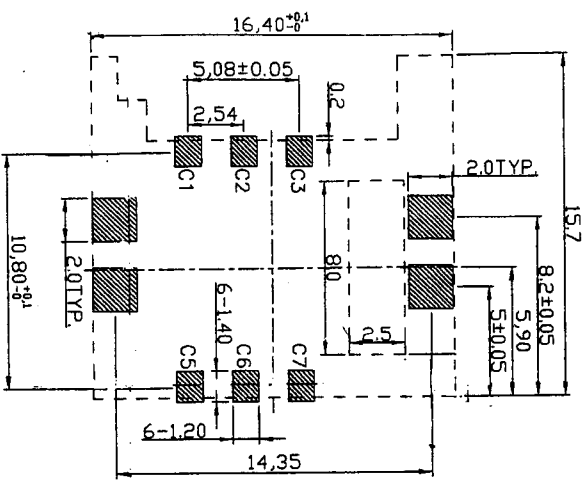 16,40 +0,1 -0
5,08±0.05
2,54
0,2
C1
C2
C3
2.0TYP.
15,7
8,2±0,05
5,90
5±0,05
8.0
2.5
10,80 +0,1 -0
2.0TYP
6-1.40
C5
C6
C7
6-1.20
14,35